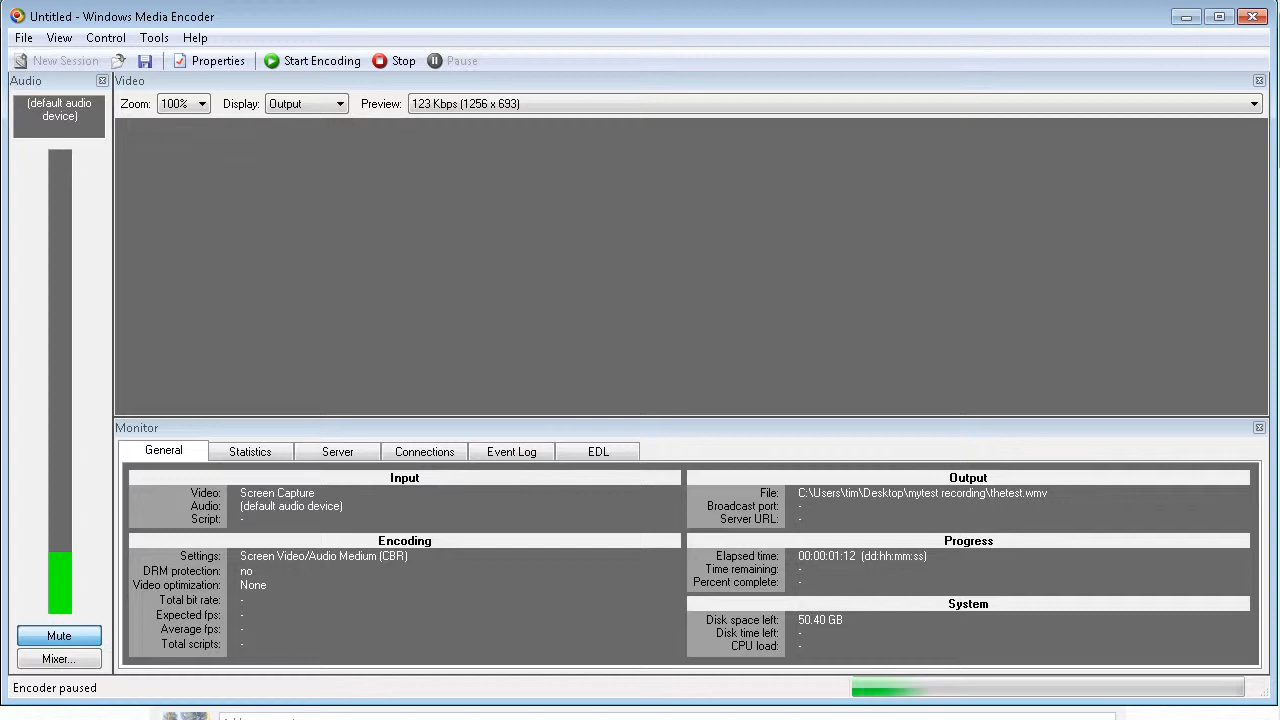 Untitled - Windows Media Encoder
File View Control Tools Help
New Session Properties Start Encoding Stop Pause
Audio
Video
(default audio
device)
Zoom: 100% Display: Output Preview: 123 Kbps (1256 x 693)
Monitor
General Statistics Server Connections Event Log EDL
Input
Video: Screen Capture
Audio: (default audio device)
Script: -
Encoding
Settings: Screen Video/Audio Medium (CBR)
DRM protection: no
Video optimization: None
Total bit rate: -
Expected fps: -
Average fps: -
Total scripts: -
Output
File: C:\Users\tim\Desktop\mytest recording\thetest.wmv
Broadcast port: -
Server URL: -
Progress
Elapsed time: 00:00:01:12 (dd:hh:mm:ss)
Time remaining: -
Percent complete: -
System
Disk space left: 50.40 GB
Disk time left: -
CPU load: -
Mute
Mixer...
Encoder paused